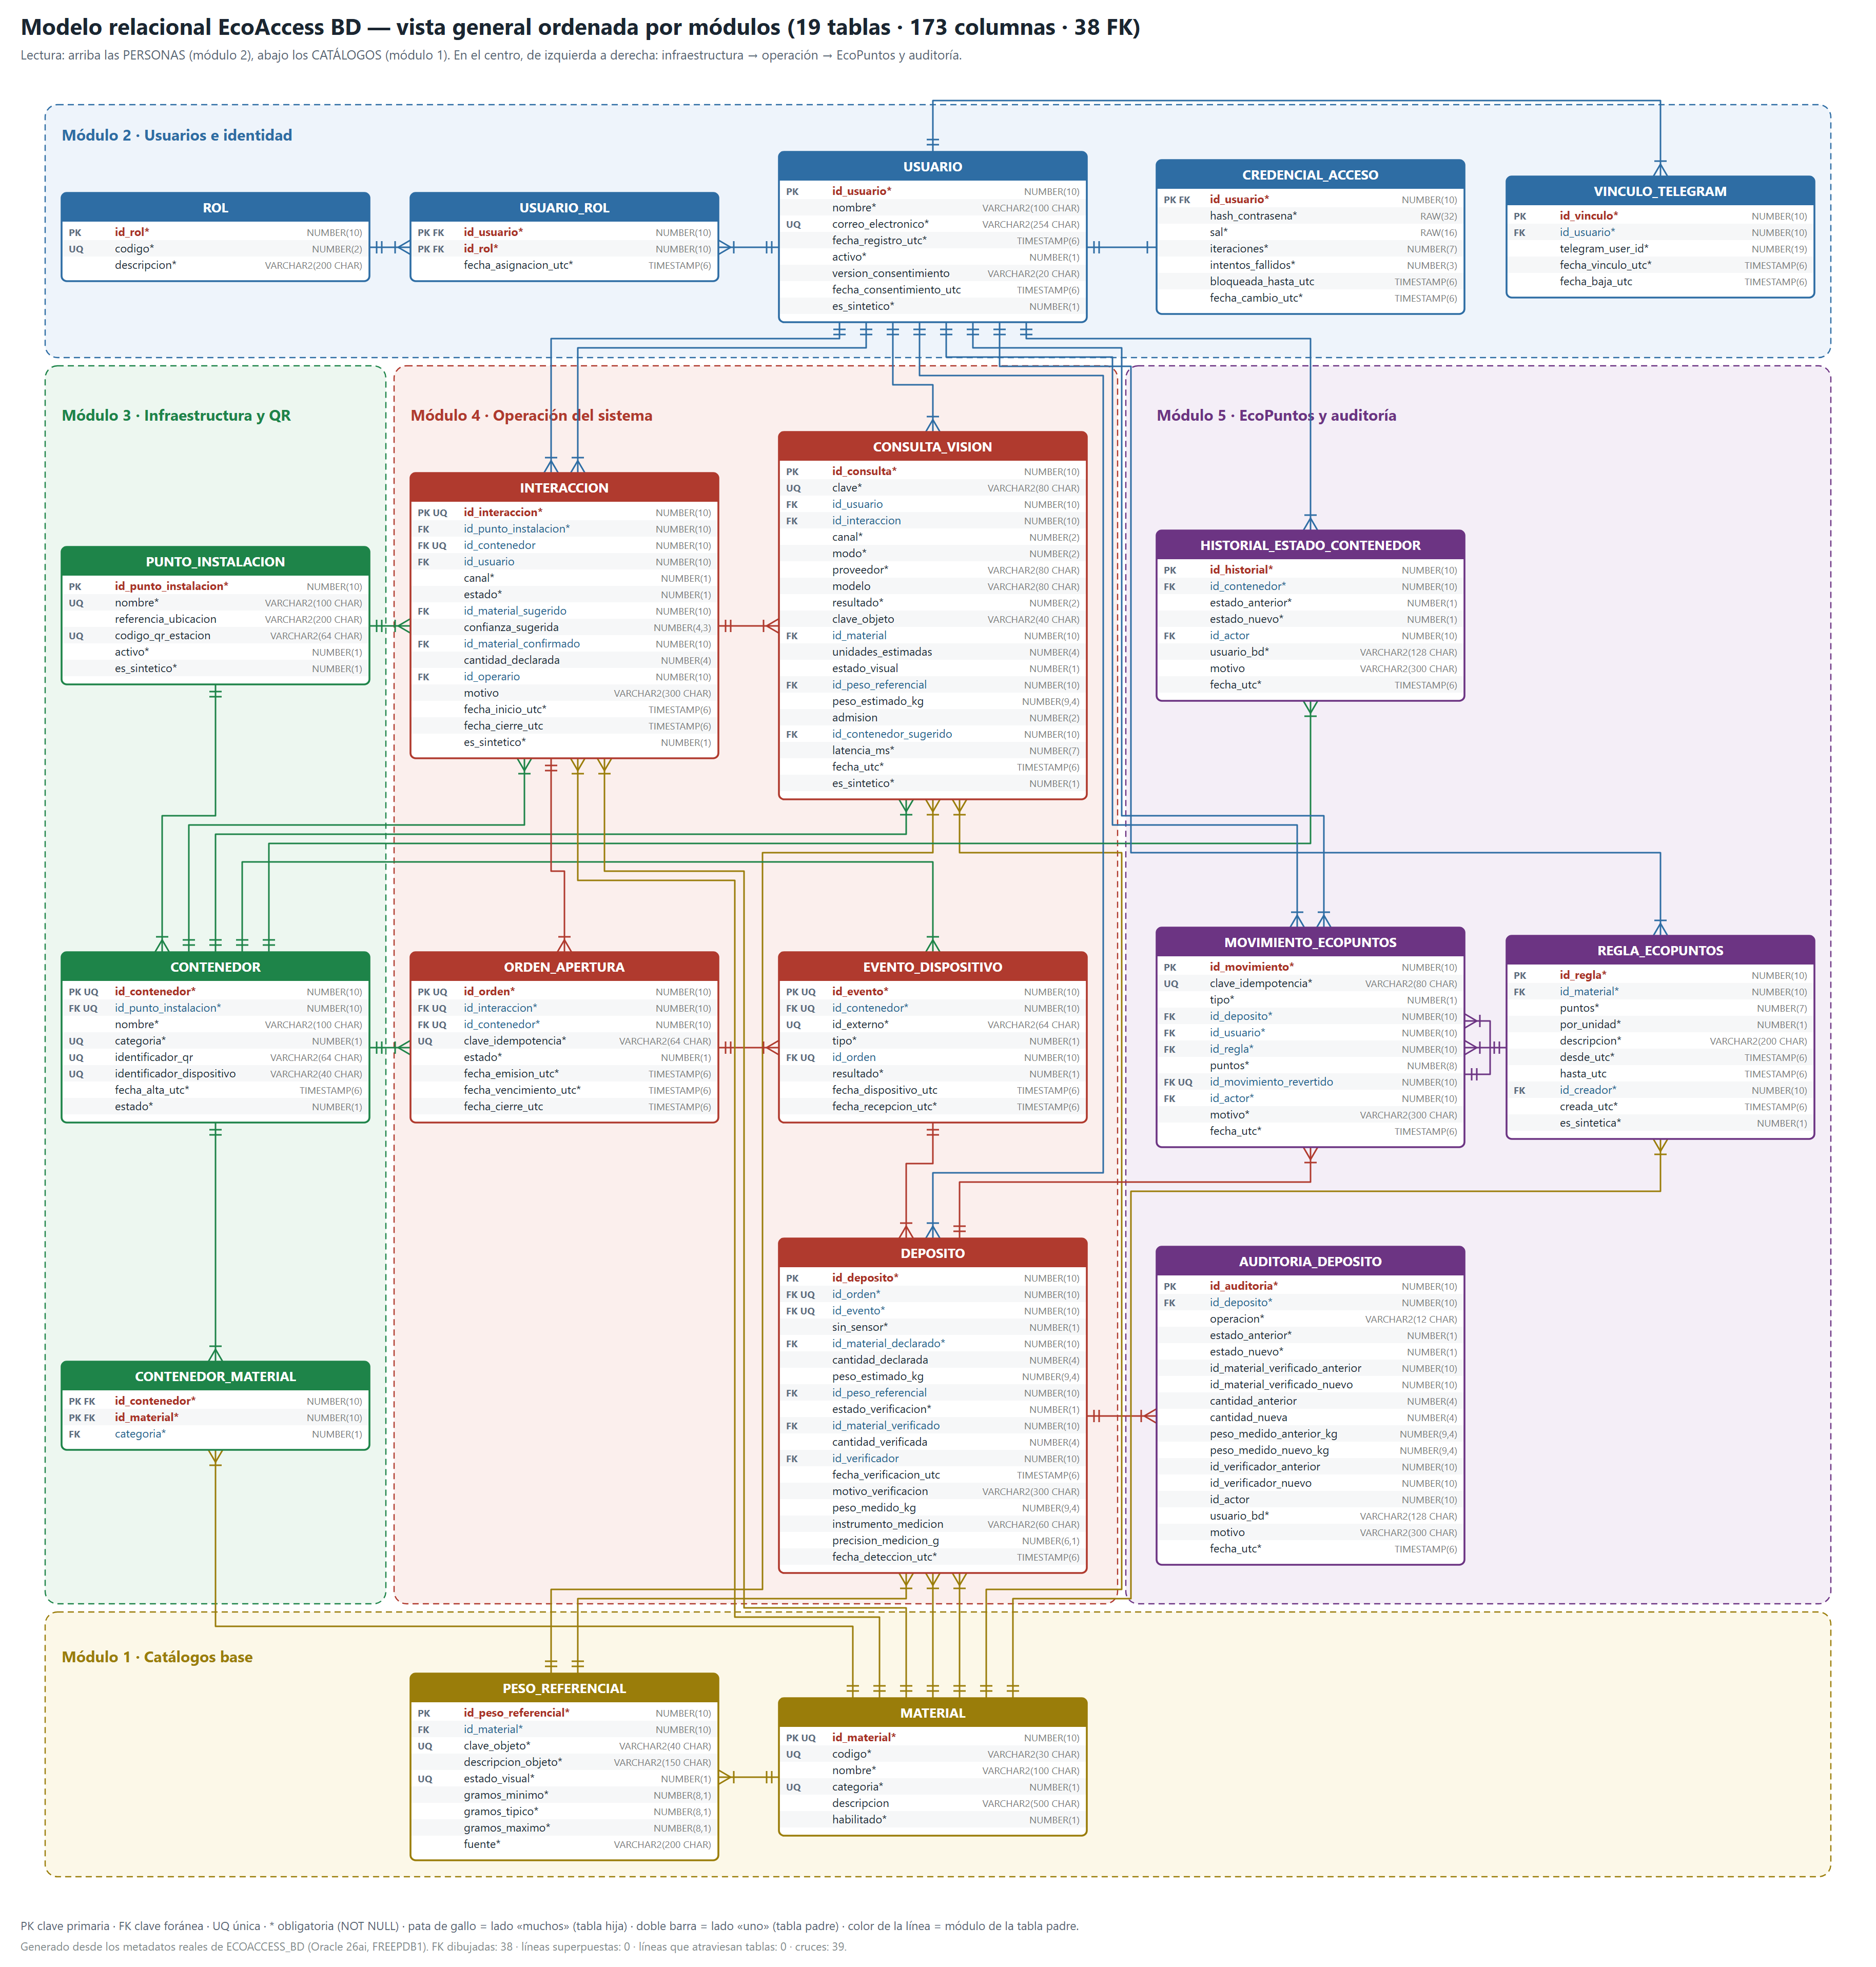 Modelo relacional EcoAccess BD — vista general ordenada por módulos (19 tablas · 173 columnas · 38 FK)
Lectura: arriba las PERSONAS (módulo 2), abajo los CATÁLOGOS (módulo 1). En el centro, de izquierda a derecha: infraestructura → operación → EcoPuntos y auditoría.
Módulo 2 · Usuarios e identidad
ROL
PK id_rol* NUMBER(10)
UQ codigo* NUMBER(2)
descripcion* VARCHAR2(200 CHAR)
USUARIO_ROL
PK FK id_usuario* NUMBER(10)
PK FK id_rol* NUMBER(10)
fecha_asignacion_utc* TIMESTAMP(6)
USUARIO
PK id_usuario* NUMBER(10)
nombre* VARCHAR2(100 CHAR)
UQ correo_electronico* VARCHAR2(254 CHAR)
fecha_registro_utc* TIMESTAMP(6)
activo* NUMBER(1)
version_consentimiento VARCHAR2(20 CHAR)
fecha_consentimiento_utc TIMESTAMP(6)
es_sintetico* NUMBER(1)
CREDENCIAL_ACCESO
PK FK id_usuario* NUMBER(10)
hash_contrasena* RAW(32)
sal* RAW(16)
iteraciones* NUMBER(7)
intentos_fallidos* NUMBER(3)
bloqueada_hasta_utc TIMESTAMP(6)
fecha_cambio_utc* TIMESTAMP(6)
VINCULO_TELEGRAM
PK id_vinculo* NUMBER(10)
FK id_usuario* NUMBER(10)
telegram_user_id* NUMBER(19)
fecha_vinculo_utc* TIMESTAMP(6)
fecha_baja_utc TIMESTAMP(6)
Módulo 3 · Infraestructura y QR
PUNTO_INSTALACION
PK id_punto_instalacion* NUMBER(10)
UQ nombre* VARCHAR2(100 CHAR)
referencia_ubicacion VARCHAR2(200 CHAR)
UQ codigo_qr_estacion VARCHAR2(64 CHAR)
activo* NUMBER(1)
es_sintetico* NUMBER(1)
CONTENEDOR
PK UQ id_contenedor* NUMBER(10)
FK UQ id_punto_instalacion* NUMBER(10)
nombre* VARCHAR2(100 CHAR)
UQ categoria* NUMBER(1)
UQ identificador_qr VARCHAR2(64 CHAR)
UQ identificador_dispositivo VARCHAR2(40 CHAR)
fecha_alta_utc* TIMESTAMP(6)
estado* NUMBER(1)
CONTENEDOR_MATERIAL
PK FK id_contenedor* NUMBER(10)
PK FK id_material* NUMBER(10)
FK categoria* NUMBER(1)
Módulo 4 · Operación del sistema
INTERACCION
PK UQ id_interaccion* NUMBER(10)
FK id_punto_instalacion* NUMBER(10)
FK UQ id_contenedor NUMBER(10)
FK id_usuario NUMBER(10)
canal* NUMBER(1)
estado* NUMBER(1)
FK id_material_sugerido NUMBER(10)
confianza_sugerida NUMBER(4,3)
FK id_material_confirmado NUMBER(10)
cantidad_declarada NUMBER(4)
FK id_operario NUMBER(10)
motivo VARCHAR2(300 CHAR)
fecha_inicio_utc* TIMESTAMP(6)
fecha_cierre_utc TIMESTAMP(6)
es_sintetico* NUMBER(1)
CONSULTA_VISION
PK id_consulta* NUMBER(10)
UQ clave* VARCHAR2(80 CHAR)
FK id_usuario NUMBER(10)
FK id_interaccion NUMBER(10)
canal* NUMBER(2)
modo* NUMBER(2)
proveedor* VARCHAR2(80 CHAR)
modelo VARCHAR2(80 CHAR)
resultado* NUMBER(2)
clave_objeto VARCHAR2(40 CHAR)
FK id_material NUMBER(10)
unidades_estimadas NUMBER(4)
estado_visual NUMBER(1)
FK id_peso_referencial NUMBER(10)
peso_estimado_kg NUMBER(9,4)
admision NUMBER(2)
FK id_contenedor_sugerido NUMBER(10)
latencia_ms* NUMBER(7)
fecha_utc* TIMESTAMP(6)
es_sintetico* NUMBER(1)
ORDEN_APERTURA
PK UQ id_orden* NUMBER(10)
FK UQ id_interaccion* NUMBER(10)
FK UQ id_contenedor* NUMBER(10)
UQ clave_idempotencia* VARCHAR2(64 CHAR)
estado* NUMBER(1)
fecha_emision_utc* TIMESTAMP(6)
fecha_vencimiento_utc* TIMESTAMP(6)
fecha_cierre_utc TIMESTAMP(6)
EVENTO_DISPOSITIVO
PK UQ id_evento* NUMBER(10)
FK UQ id_contenedor* NUMBER(10)
UQ id_externo* VARCHAR2(64 CHAR)
tipo* NUMBER(1)
FK UQ id_orden NUMBER(10)
resultado* NUMBER(1)
fecha_dispositivo_utc TIMESTAMP(6)
fecha_recepcion_utc* TIMESTAMP(6)
DEPOSITO
PK id_deposito* NUMBER(10)
FK UQ id_orden* NUMBER(10)
FK UQ id_evento* NUMBER(10)
sin_sensor* NUMBER(1)
FK id_material_declarado* NUMBER(10)
cantidad_declarada NUMBER(4)
peso_estimado_kg NUMBER(9,4)
FK id_peso_referencial NUMBER(10)
estado_verificacion* NUMBER(1)
FK id_material_verificado NUMBER(10)
cantidad_verificada NUMBER(4)
FK id_verificador NUMBER(10)
fecha_verificacion_utc TIMESTAMP(6)
motivo_verificacion VARCHAR2(300 CHAR)
peso_medido_kg NUMBER(9,4)
instrumento_medicion VARCHAR2(60 CHAR)
precision_medicion_g NUMBER(6,1)
fecha_deteccion_utc* TIMESTAMP(6)
Módulo 5 · EcoPuntos y auditoría
HISTORIAL_ESTADO_CONTENEDOR
PK id_historial* NUMBER(10)
FK id_contenedor* NUMBER(10)
estado_anterior* NUMBER(1)
estado_nuevo* NUMBER(1)
FK id_actor NUMBER(10)
usuario_bd* VARCHAR2(128 CHAR)
motivo VARCHAR2(300 CHAR)
fecha_utc* TIMESTAMP(6)
MOVIMIENTO_ECOPUNTOS
PK id_movimiento* NUMBER(10)
UQ clave_idempotencia* VARCHAR2(80 CHAR)
tipo* NUMBER(1)
FK id_deposito* NUMBER(10)
FK id_usuario* NUMBER(10)
FK id_regla* NUMBER(10)
puntos* NUMBER(8)
FK UQ id_movimiento_revertido NUMBER(10)
FK id_actor* NUMBER(10)
motivo* VARCHAR2(300 CHAR)
fecha_utc* TIMESTAMP(6)
REGLA_ECOPUNTOS
PK id_regla* NUMBER(10)
FK id_material* NUMBER(10)
puntos* NUMBER(7)
por_unidad* NUMBER(1)
descripcion* VARCHAR2(200 CHAR)
desde_utc* TIMESTAMP(6)
hasta_utc TIMESTAMP(6)
FK id_creador* NUMBER(10)
creada_utc* TIMESTAMP(6)
es_sintetica* NUMBER(1)
AUDITORIA_DEPOSITO
PK id_auditoria* NUMBER(10)
FK id_deposito* NUMBER(10)
operacion* VARCHAR2(12 CHAR)
estado_anterior* NUMBER(1)
estado_nuevo* NUMBER(1)
id_material_verificado_anterior NUMBER(10)
id_material_verificado_nuevo NUMBER(10)
cantidad_anterior NUMBER(4)
cantidad_nueva NUMBER(4)
peso_medido_anterior_kg NUMBER(9,4)
peso_medido_nuevo_kg NUMBER(9,4)
id_verificador_anterior NUMBER(10)
id_verificador_nuevo NUMBER(10)
id_actor NUMBER(10)
usuario_bd* VARCHAR2(128 CHAR)
motivo VARCHAR2(300 CHAR)
fecha_utc* TIMESTAMP(6)
Módulo 1 · Catálogos base
PESO_REFERENCIAL
PK id_peso_referencial* NUMBER(10)
FK id_material* NUMBER(10)
UQ clave_objeto* VARCHAR2(40 CHAR)
descripcion_objeto* VARCHAR2(150 CHAR)
UQ estado_visual* NUMBER(1)
gramos_minimo* NUMBER(8,1)
gramos_tipico* NUMBER(8,1)
gramos_maximo* NUMBER(8,1)
fuente* VARCHAR2(200 CHAR)
MATERIAL
PK UQ id_material* NUMBER(10)
UQ codigo* VARCHAR2(30 CHAR)
nombre* VARCHAR2(100 CHAR)
UQ categoria* NUMBER(1)
descripcion VARCHAR2(500 CHAR)
habilitado* NUMBER(1)
PK clave primaria · FK clave foránea · UQ única · * obligatoria (NOT NULL) · pata de gallo = lado «muchos» (tabla hija) · doble barra = lado «uno» (tabla padre) · color de la línea = módulo de la tabla padre.
Generado desde los metadatos reales de ECOACCESS_BD (Oracle 26ai, FREEPDB1). FK dibujadas: 38 · líneas superpuestas: 0 · líneas que atraviesan tablas: 0 · cruces: 39.